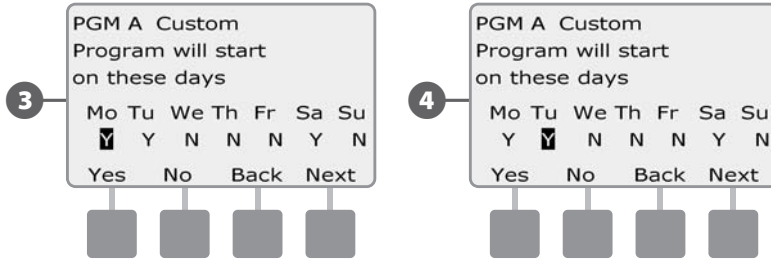 3
PGM A Custom
Program will start
on these days
Mo Tu We Th Fr Sa Su
Y Y N N N Y N
Yes No Back Next
4
PGM A Custom
Program will start
on these days
Mo Tu We Th Fr Sa Su
Y Y N N N Y N
Yes No Back Next